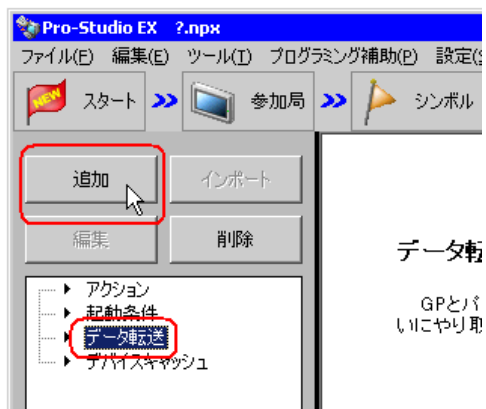 Pro-Studio EX ?.npx
ファイル(F) 編集(E) ツール(T) プログラミング補助(P) 設定(S
NEW スタート 参加局 シンボル
追加 インポート
編集 削除
アクション
起動条件
データ転送
デバイスキャッシュ
データ転
GPとパ
いにやり取